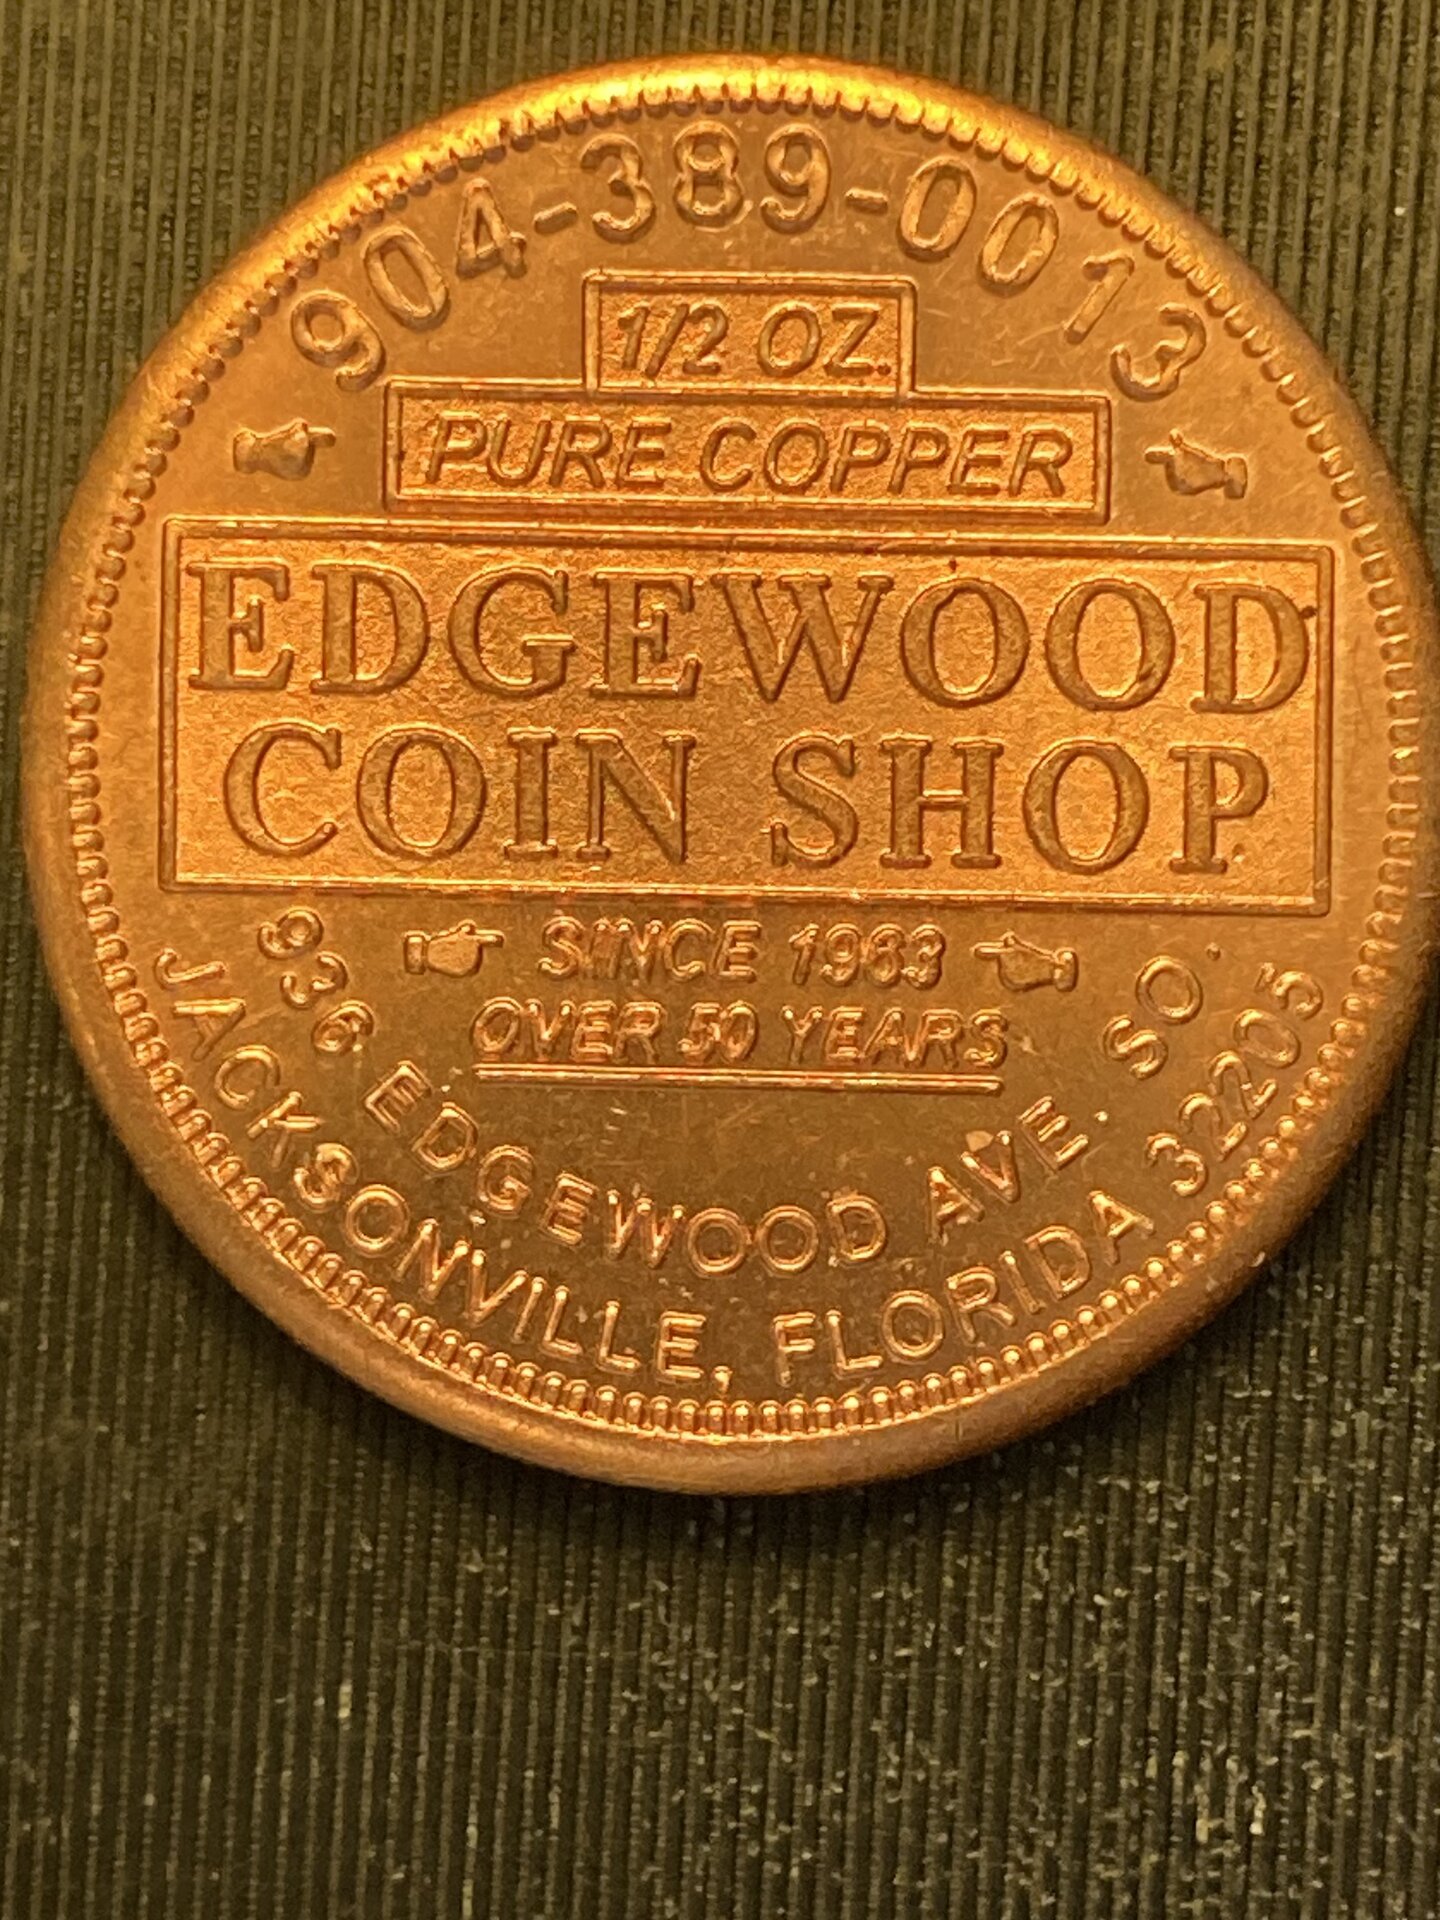 904-389-0013
1/2 OZ.
PURE COPPER
EDGEWOOD
COIN SHOP
SINCE 1963
OVER 50 YEARS
936 EDGEWOOD AVE. SO.
JACKSONVILLE, FLORIDA 32205